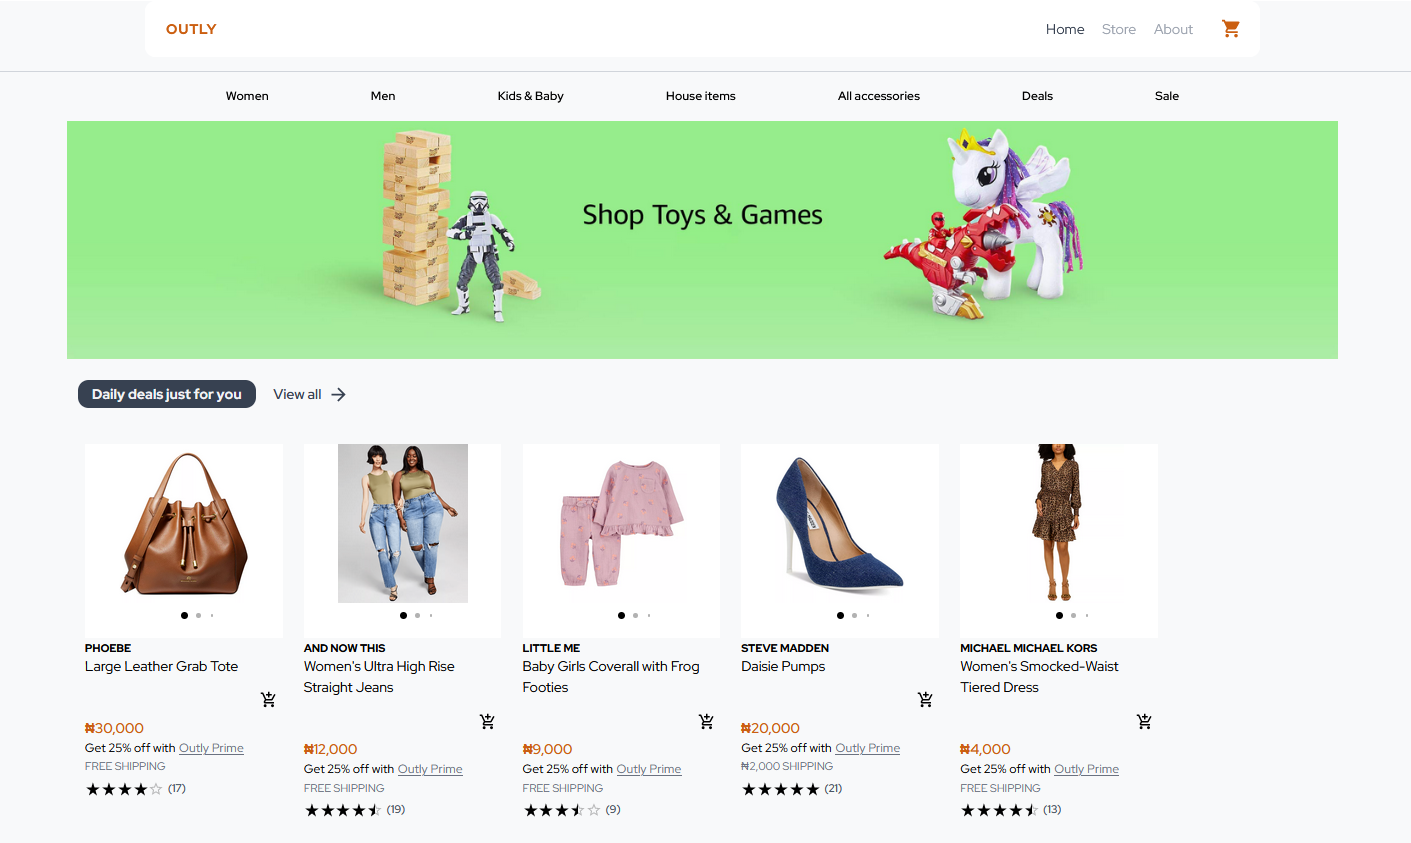 OUTLY
Home Store About
Women Men Kids & Baby House items All accessories Deals Sale
Shop Toys & Games
Daily deals just for you View all
PHOEBE
Large Leather Grab Tote
₦30,000
Get 25% off with Outly Prime
FREE SHIPPING
(17)
AND NOW THIS
Women's Ultra High Rise
Straight Jeans
₦12,000
Get 25% off with Outly Prime
FREE SHIPPING
(19)
LITTLE ME
Baby Girls Coverall with Frog
Footies
₦9,000
Get 25% off with Outly Prime
FREE SHIPPING
(9)
STEVE MADDEN
Daisie Pumps
₦20,000
Get 25% off with Outly Prime
₦2,000 SHIPPING
(21)
MICHAEL MICHAEL KORS
Women's Smocked-Waist
Tiered Dress
₦4,000
Get 25% off with Outly Prime
FREE SHIPPING
(13)